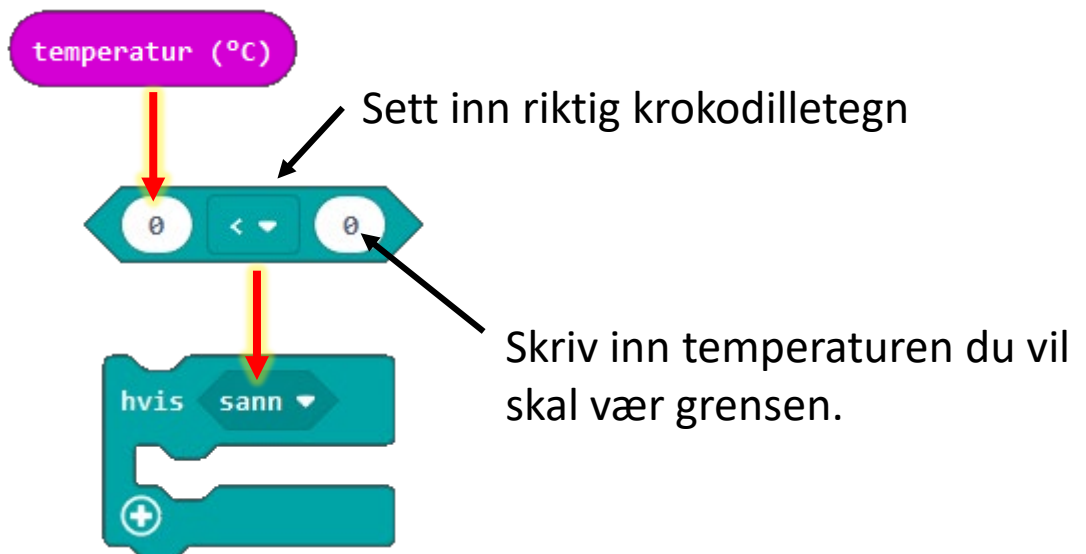 temperatur (°C)
Sett inn riktig krokodilletegn
0 < 0
Skriv inn temperaturen du vil
skal vær grensen.
hvis sann